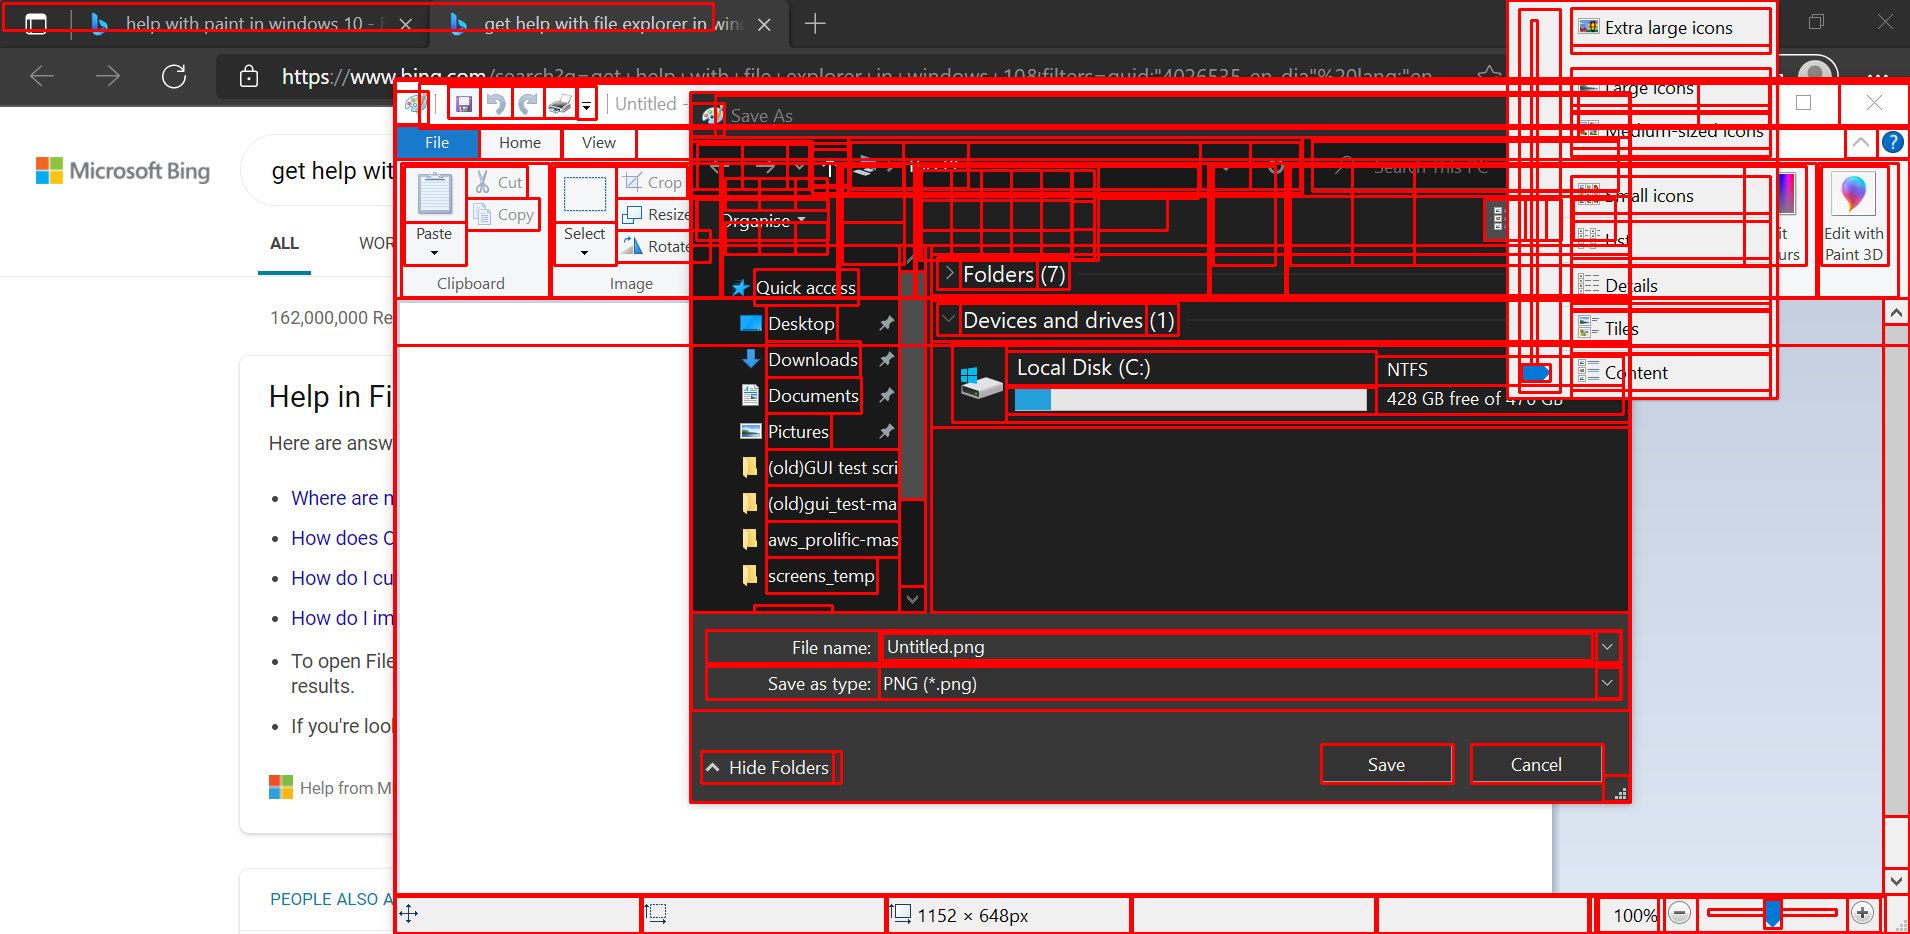 help with paint in windows 10 -
get help with file explorer in win
https://www.bing.com/search?q=get+help+with+file+explorer+in+windows+10&filters=guid:"4026535-en-dia"%20lang:"en
Microsoft Bing
get help wit
ALL
WOR
162,000,000 Re
Help in Fi
Here are answ
Where are n
How does C
How do I cu
How do I im
To open File
results.
If you're loo
Help from Mi
PEOPLE ALSO A
Untitled -
File
Home
View
Paste
Cut
Copy
Clipboard
Select
Crop
Resize
Rotate
Image
Edit with
Paint 3D
Save As
Search This PC
Organise
Quick access
Desktop
Downloads
Documents
Pictures
(old)GUI test scri
(old)gui_test-ma
aws_prolific-mas
screens_temp
Folders (7)
Devices and drives (1)
Local Disk (C:)
NTFS
428 GB free of 476 GB
File name:
Untitled.png
Save as type:
PNG (*.png)
Hide Folders
Save
Cancel
Extra large icons
Large icons
Medium-sized icons
Small icons
List
Details
Tiles
Content
1152 × 648px
100%